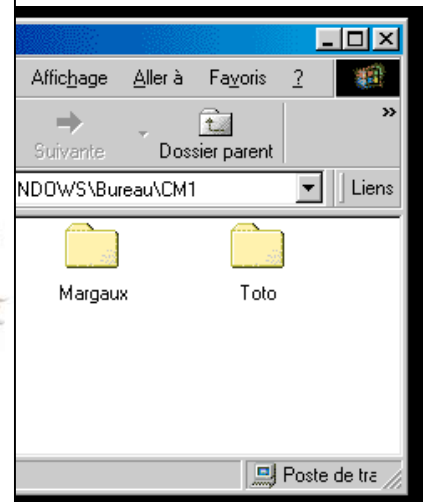 Affichage Aller à Favoris ?
»
Suivante Dossier parent
NDOWS\Bureau\CM1 Liens
Margaux Toto
Poste de tra